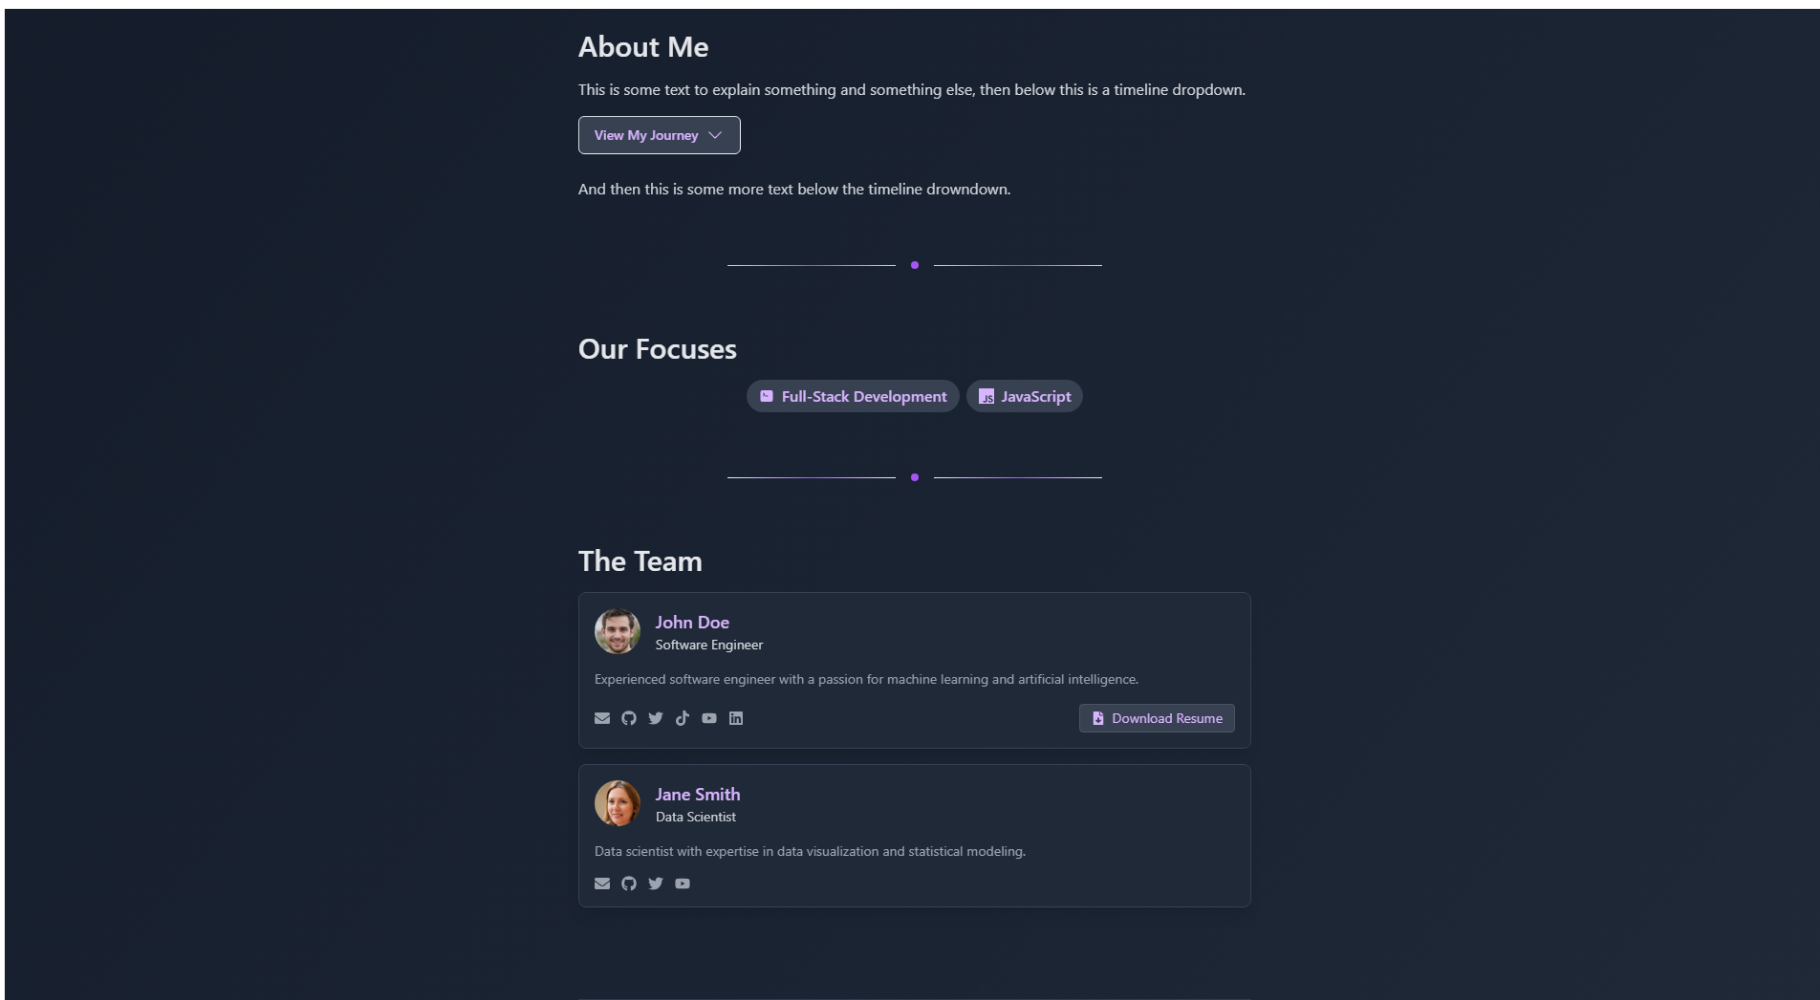 About Me
This is some text to explain something and something else, then below this is a timeline dropdown.
View My Journey
And then this is some more text below the timeline drowndown.
Our Focuses
Full-Stack Development
JS JavaScript
The Team
John Doe
Software Engineer
Experienced software engineer with a passion for machine learning and artificial intelligence.
Download Resume
Jane Smith
Data Scientist
Data scientist with expertise in data visualization and statistical modeling.